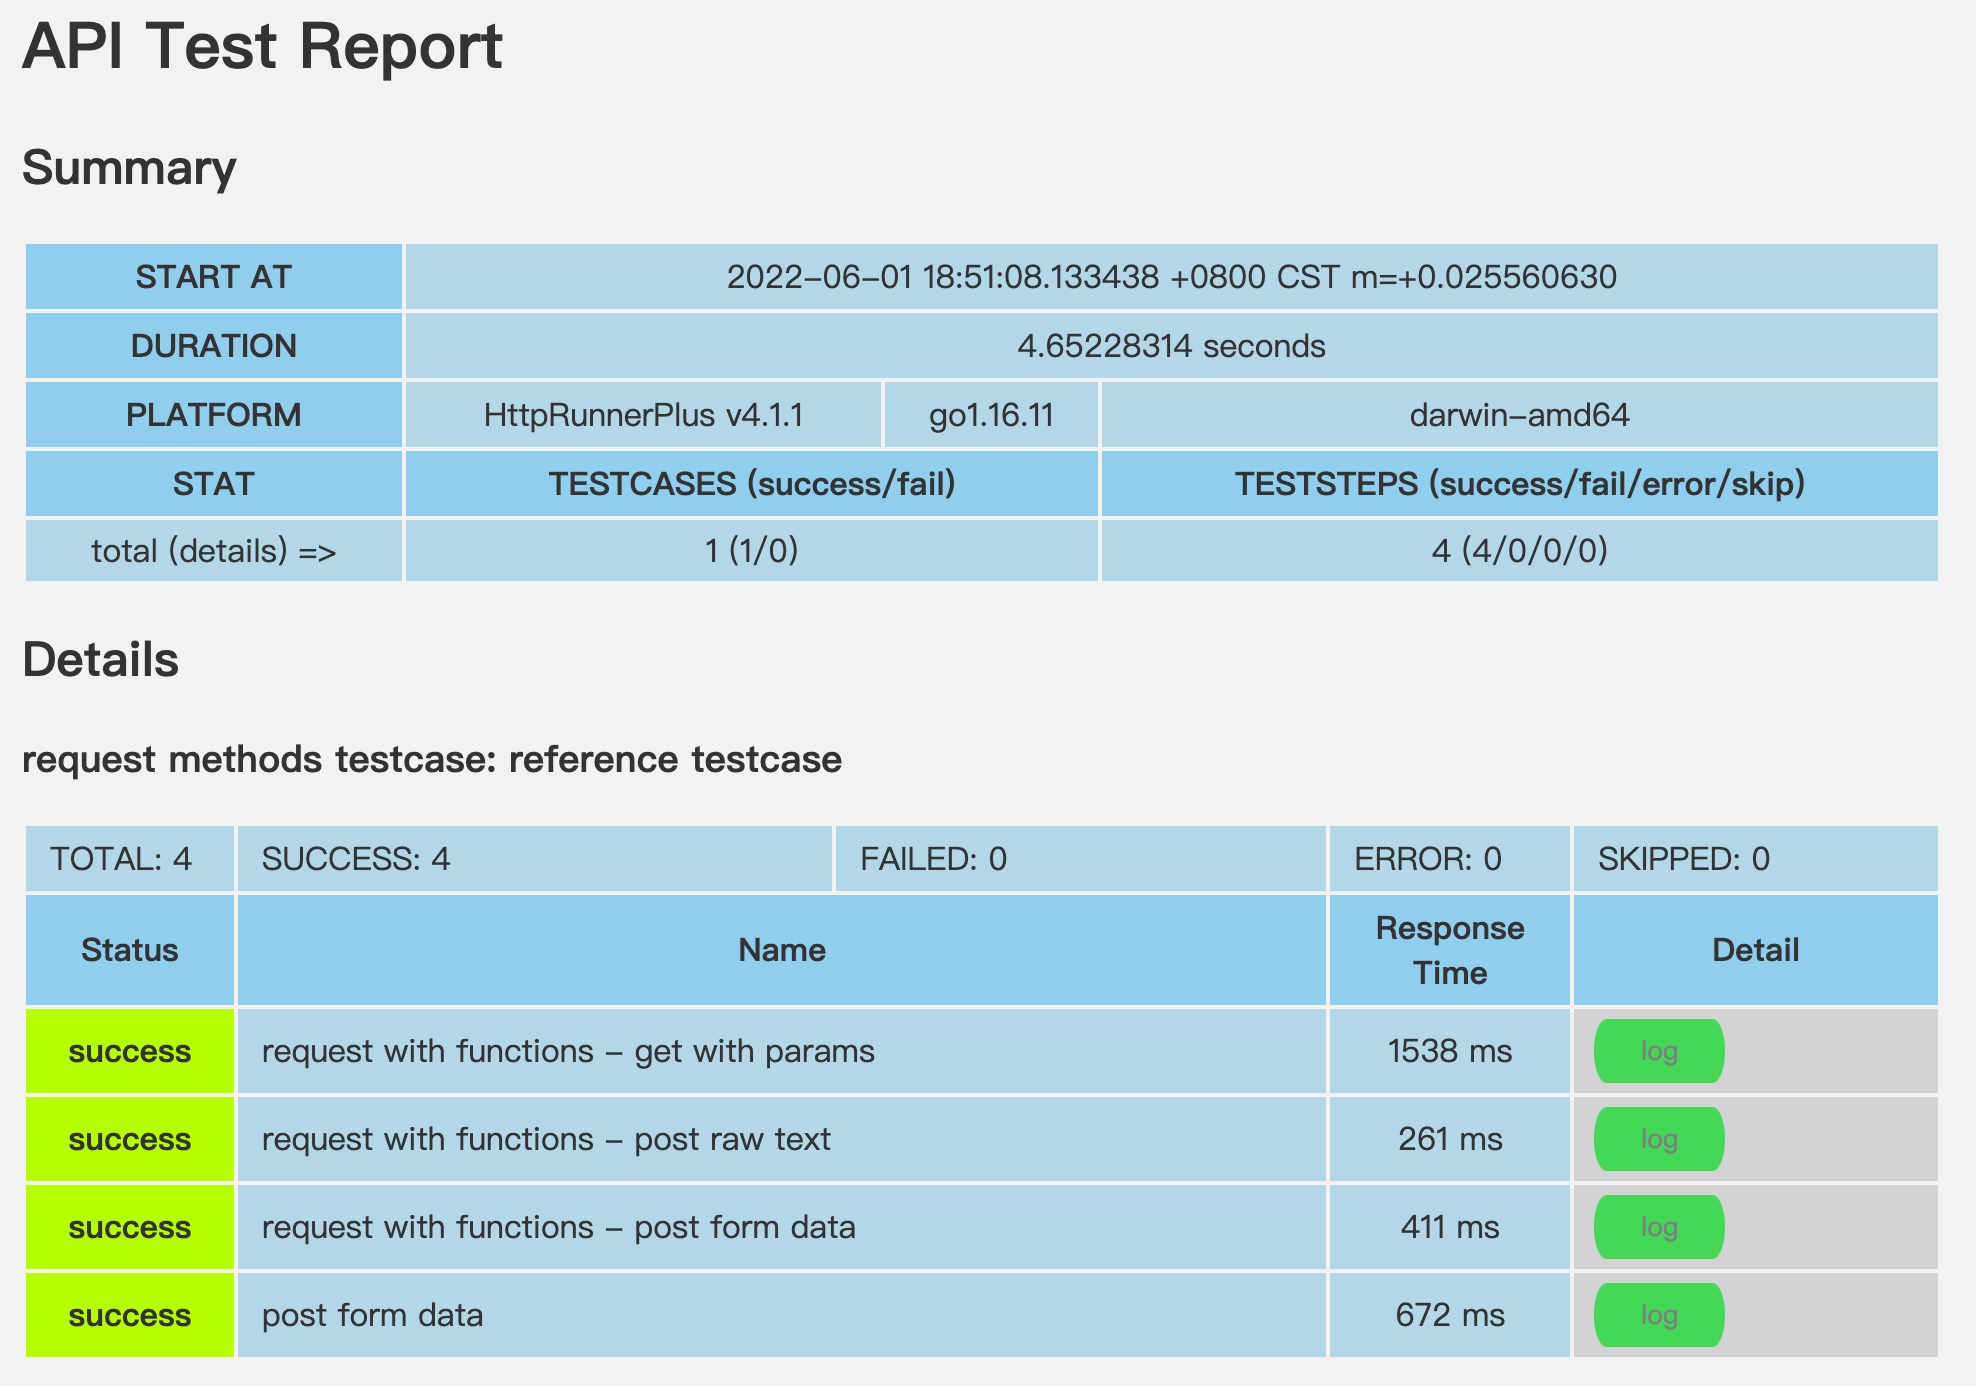 API Test Report
Summary
START AT 2022-06-01 18:51:08.133438 +0800 CST m=+0.025560630
DURATION 4.65228314 seconds
PLATFORM HttpRunnerPlus v4.1.1 go1.16.11 darwin-amd64
STAT TESTCASES (success/fail) TESTSTEPS (success/fail/error/skip)
total (details) => 1 (1/0) 4 (4/0/0/0)
Details
request methods testcase: reference testcase
TOTAL: 4 SUCCESS: 4 FAILED: 0 ERROR: 0 SKIPPED: 0
Status Name Response Time Detail
success request with functions - get with params 1538 ms log
success request with functions - post raw text 261 ms log
success request with functions - post form data 411 ms log
success post form data 672 ms log